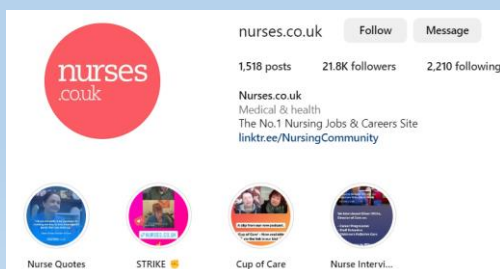 nurses.co.uk Follow Message
nurses
.co.uk
1,518 posts 21.8K followers 2,210 following
Nurses.co.uk
Medical & health
The No.1 Nursing Jobs & Careers Site
linktr.ee/NursingCommunity
Nurse Quotes STRIKE ✊ Cup of Care Nurse Intervi...